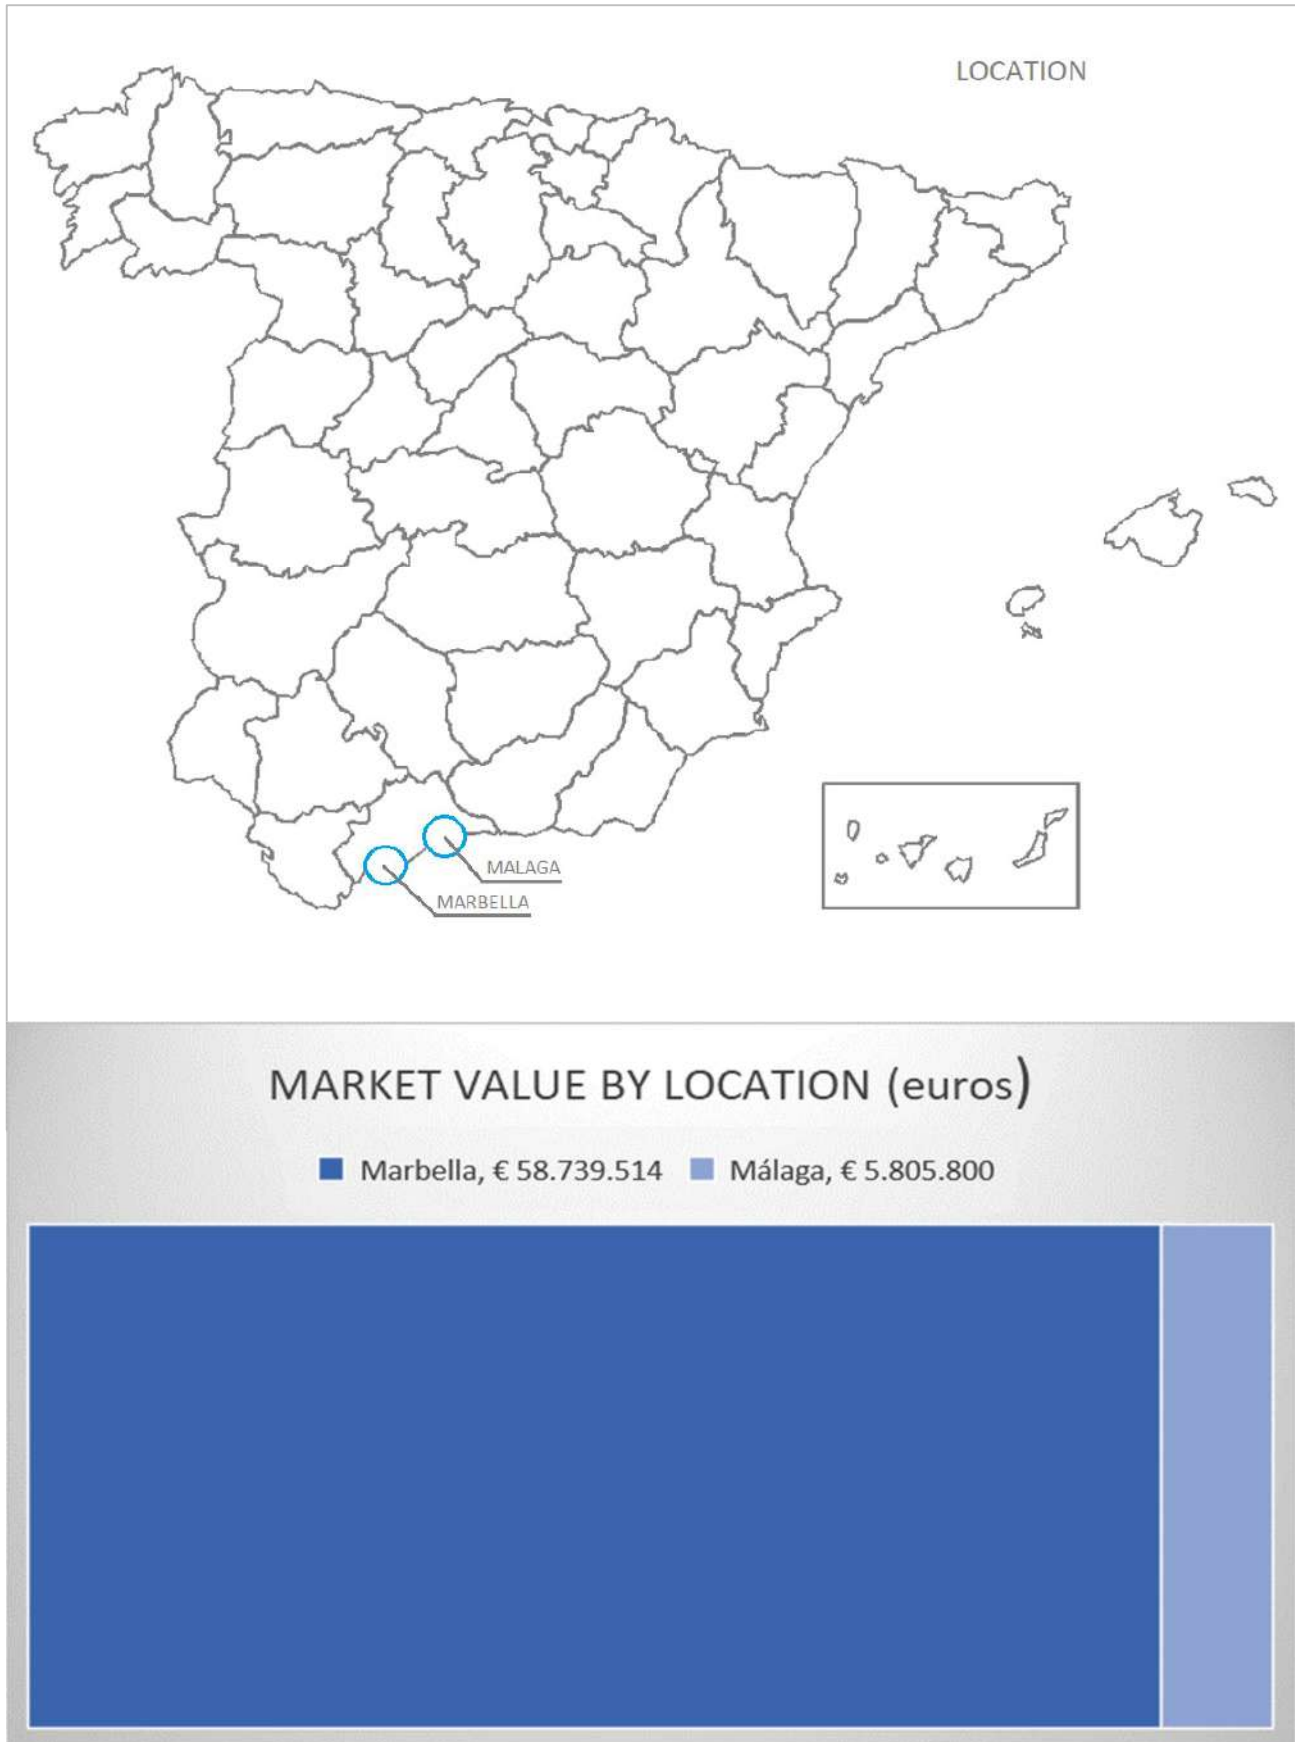 LOCATION
MALAGA
MARBELLA
MARKET VALUE BY LOCATION (euros)
Marbella, € 58.739.514 Málaga, € 5.805.800